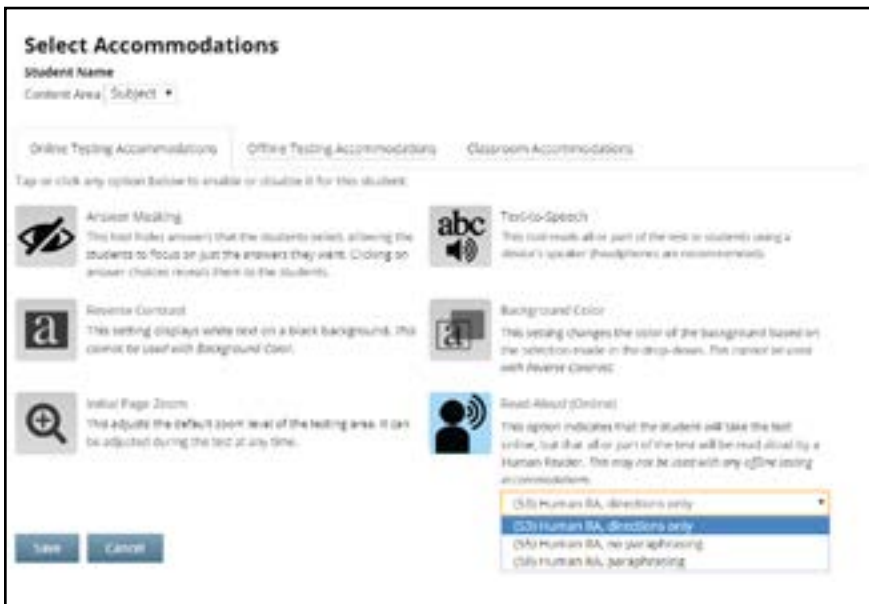 Select Accommodations
Student Name
Content Area Subject
Online Testing Accommodations
Offline Testing Accommodations
Classroom Accommodations
Tap or click any option below to enable or disable it for this student.
Answer Masking
This tool hides answers that the students select, allowing the
students to focus on just the answers they want. Clicking on
answer choices reveals them to the students.
abc
Text-to-Speech
This tool reads all or part of the test to students using a
device's speaker (headphones are recommended).
a
Reverse Contrast
This setting displays white text on a black background. This
cannot be used with Background Color.
a
Background Color
This setting changes the color of the background based on
the selection made in the drop-down. This cannot be used
with Reverse Contrast.
Initial Page Zoom
This adjusts the default zoom level of the testing area. It can
be adjusted during the test at any time.
Read-Aloud (Online)
This option indicates that the student will take the test
online, but that all or part of the test will be read aloud by a
Human Reader. This may not be used with any offline testing
accommodations.
Human RA, directions only
Human RA, directions only
Human RA, no paraphrasing
Human RA, paraphrasing
Save
Cancel